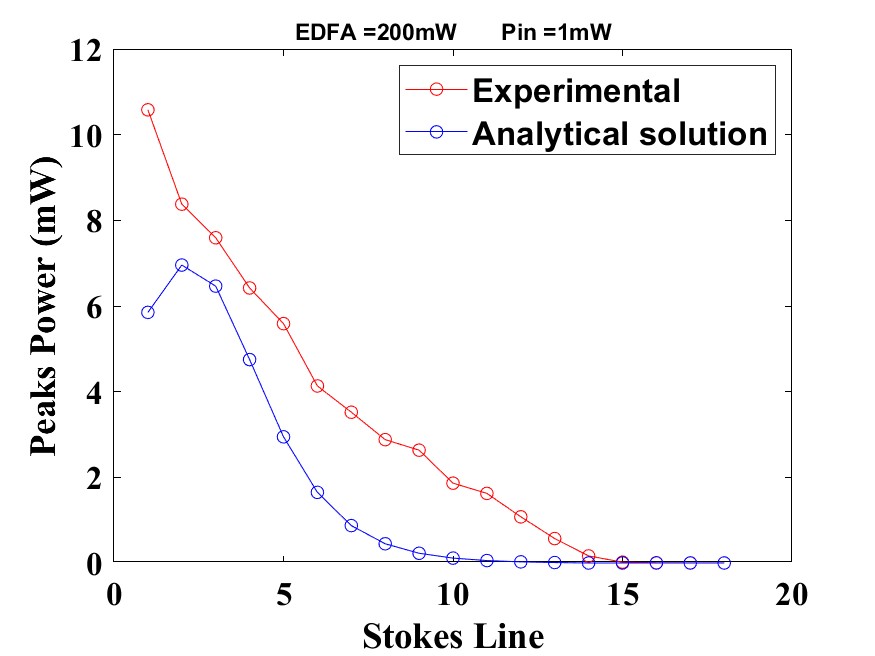 EDFA =200mW Pin =1mW
Experimental
Analytical solution
Peaks Power (mW)
12
10
8
6
4
2
0
0 5 10 15 20
Stokes Line